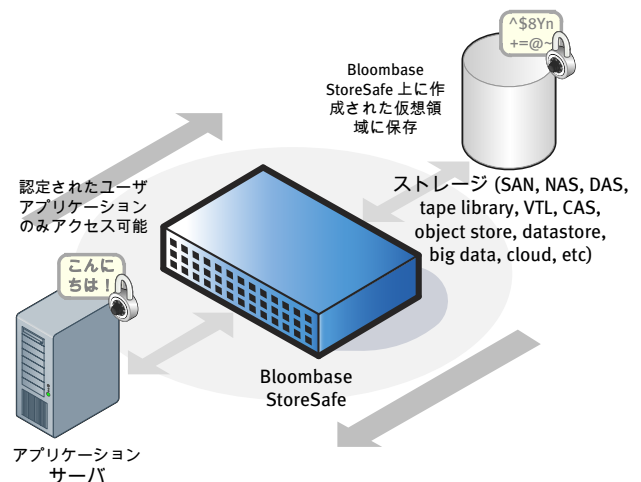 ^$8Yn
+=@~
Bloombase
StoreSafe 上に作
成された仮想領
域に保存
認定されたユーザ
アプリケーション
のみアクセス可能
ストレージ (SAN, NAS, DAS,
tape library, VTL, CAS,
object store, datastore,
big data, cloud, etc)
こんに
ちは！
Bloombase
StoreSafe
アプリケーション
サーバ